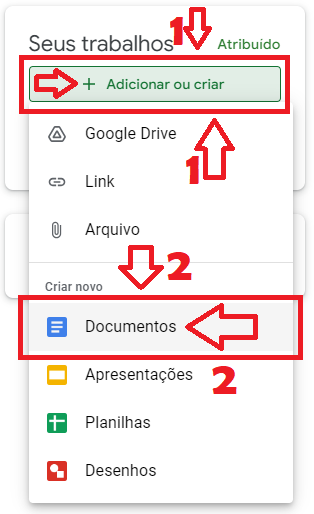 1
Seus trabalhos Atribuído
+ Adicionar ou criar
1
Google Drive
Link
Arquivo
2
Criar novo
Documentos
Apresentações
2
Planilhas
Desenhos